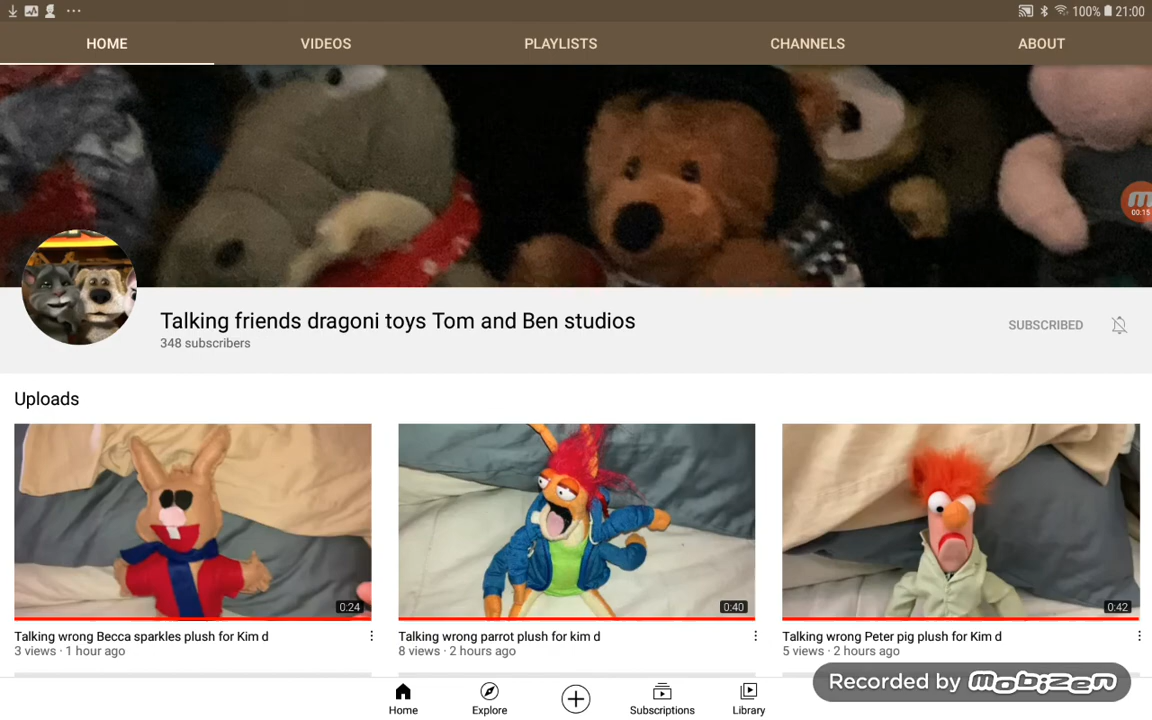 100% 21:00
HOME VIDEOS PLAYLISTS CHANNELS ABOUT
00:15
Talking friends dragoni toys Tom and Ben studios
348 subscribers
SUBSCRIBED
Uploads
0:24 0:40 0:42
Talking wrong Becca sparkles plush for Kim d
3 views · 1 hour ago
Talking wrong parrot plush for kim d
8 views · 2 hours ago
Talking wrong Peter pig plush for Kim d
5 views · 2 hours ago
Recorded by mobizen
Home Explore Subscriptions Library